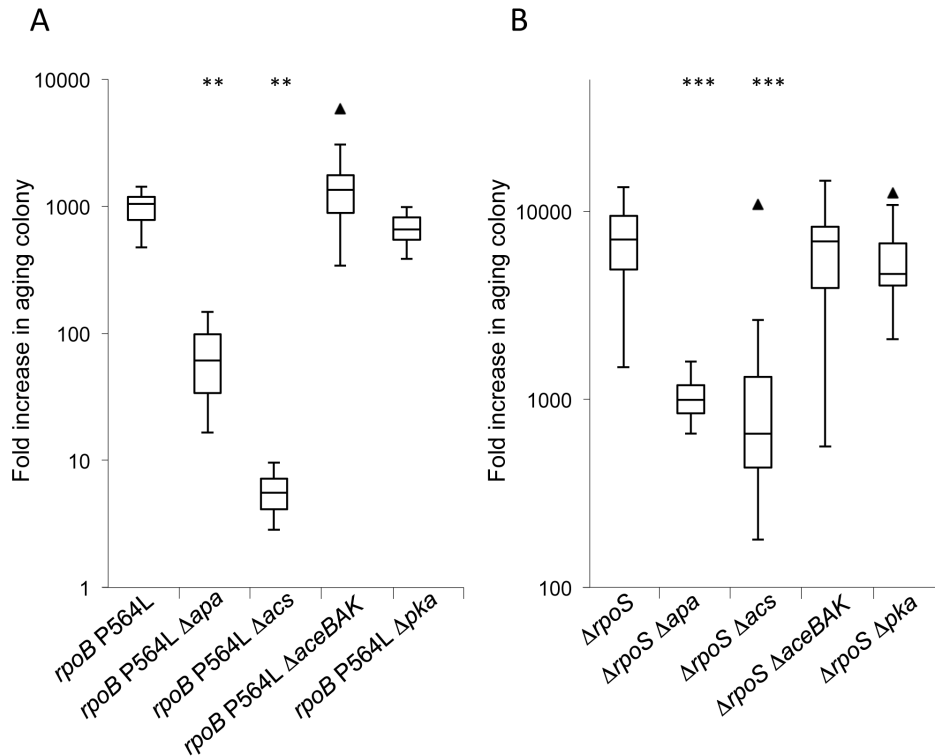 A
Fold increase in aging colony
10000
1000
100
10
1
** **
rpoB P564L
rpoB P564L Δapa
rpoB P564L Δacs
rpoB P564L ΔaceBAK
rpoB P564L Δpka
B
Fold increase in aging colony
10000
1000
100
*** ***
ΔrpoS
ΔrpoS Δapa
ΔrpoS Δacs
ΔrpoS ΔaceBAK
ΔrpoS Δpka